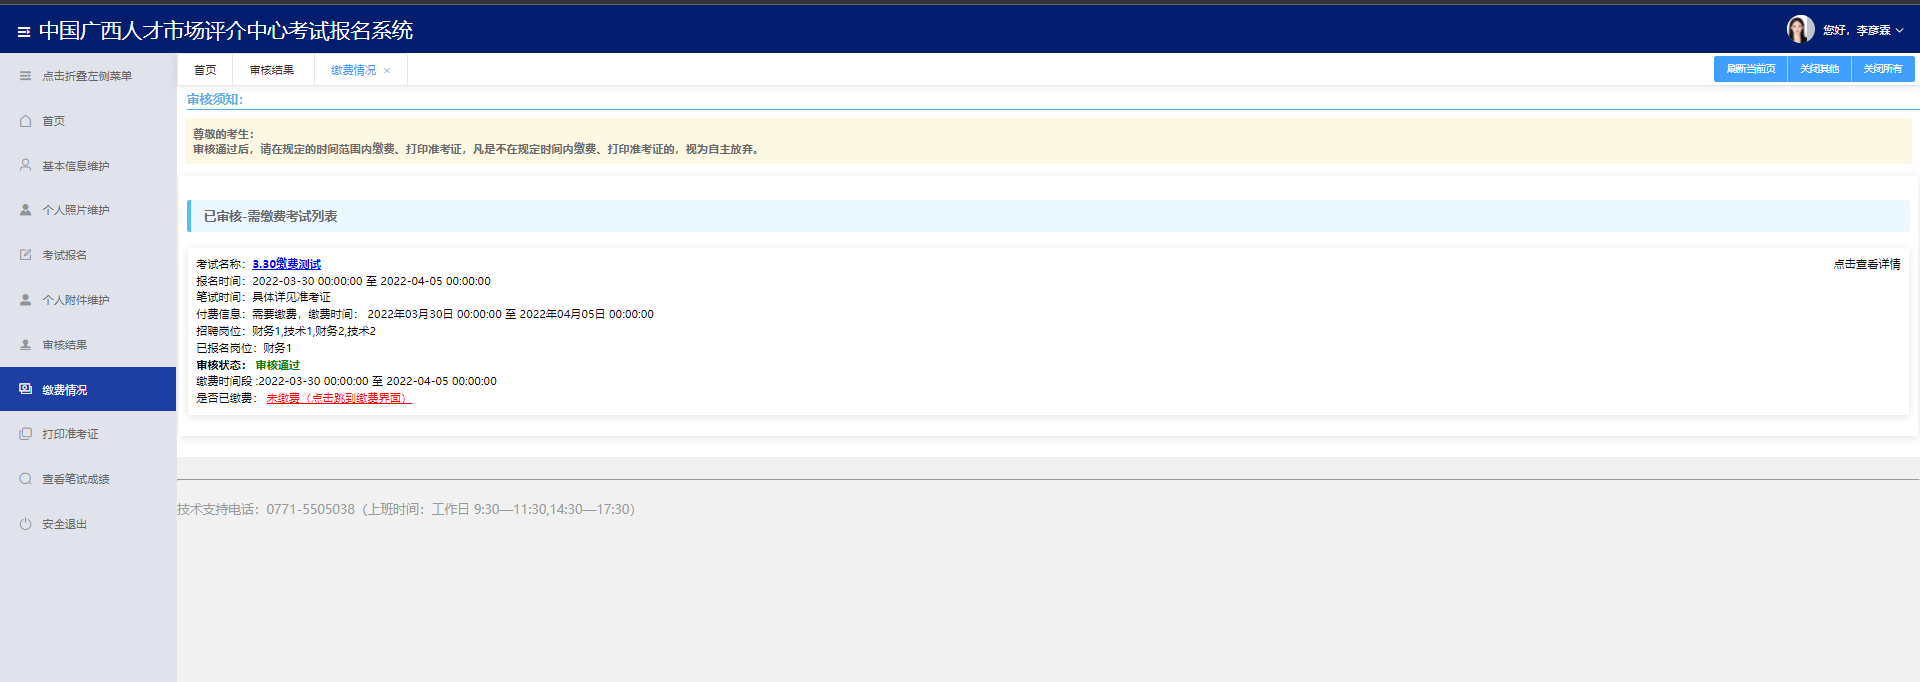 中国广西人才市场评介中心考试报名系统
您好，李彦霖
点击折叠左侧菜单
首页
基本信息维护
个人照片维护
考试报名
个人附件维护
审核结果
缴费情况
打印准考证
查看笔试成绩
安全退出
首页 审核结果 缴费情况 ×
刷新当前页 关闭其他 关闭所有
审核须知：
尊敬的考生：
审核通过后，请在规定的时间范围内缴费、打印准考证，凡是不在规定时间内缴费、打印准考证的，视为自主放弃。
已审核-需缴费考试列表
考试名称：3.30缴费测试
点击查看详情
报名时间：2022-03-30 00:00:00 至 2022-04-05 00:00:00
笔试时间：具体详见准考证
付费信息：需要缴费，缴费时间： 2022年03月30日 00:00:00 至 2022年04月05日 00:00:00
招聘岗位：财务1,技术1,财务2,技术2
已报名岗位：财务1
审核状态： 审核通过
缴费时间段 :2022-03-30 00:00:00 至 2022-04-05 00:00:00
是否已缴费： 未缴费（点击跳到缴费界面）
技术支持电话：0771-5505038（上班时间：工作日 9:30—11:30,14:30—17:30）